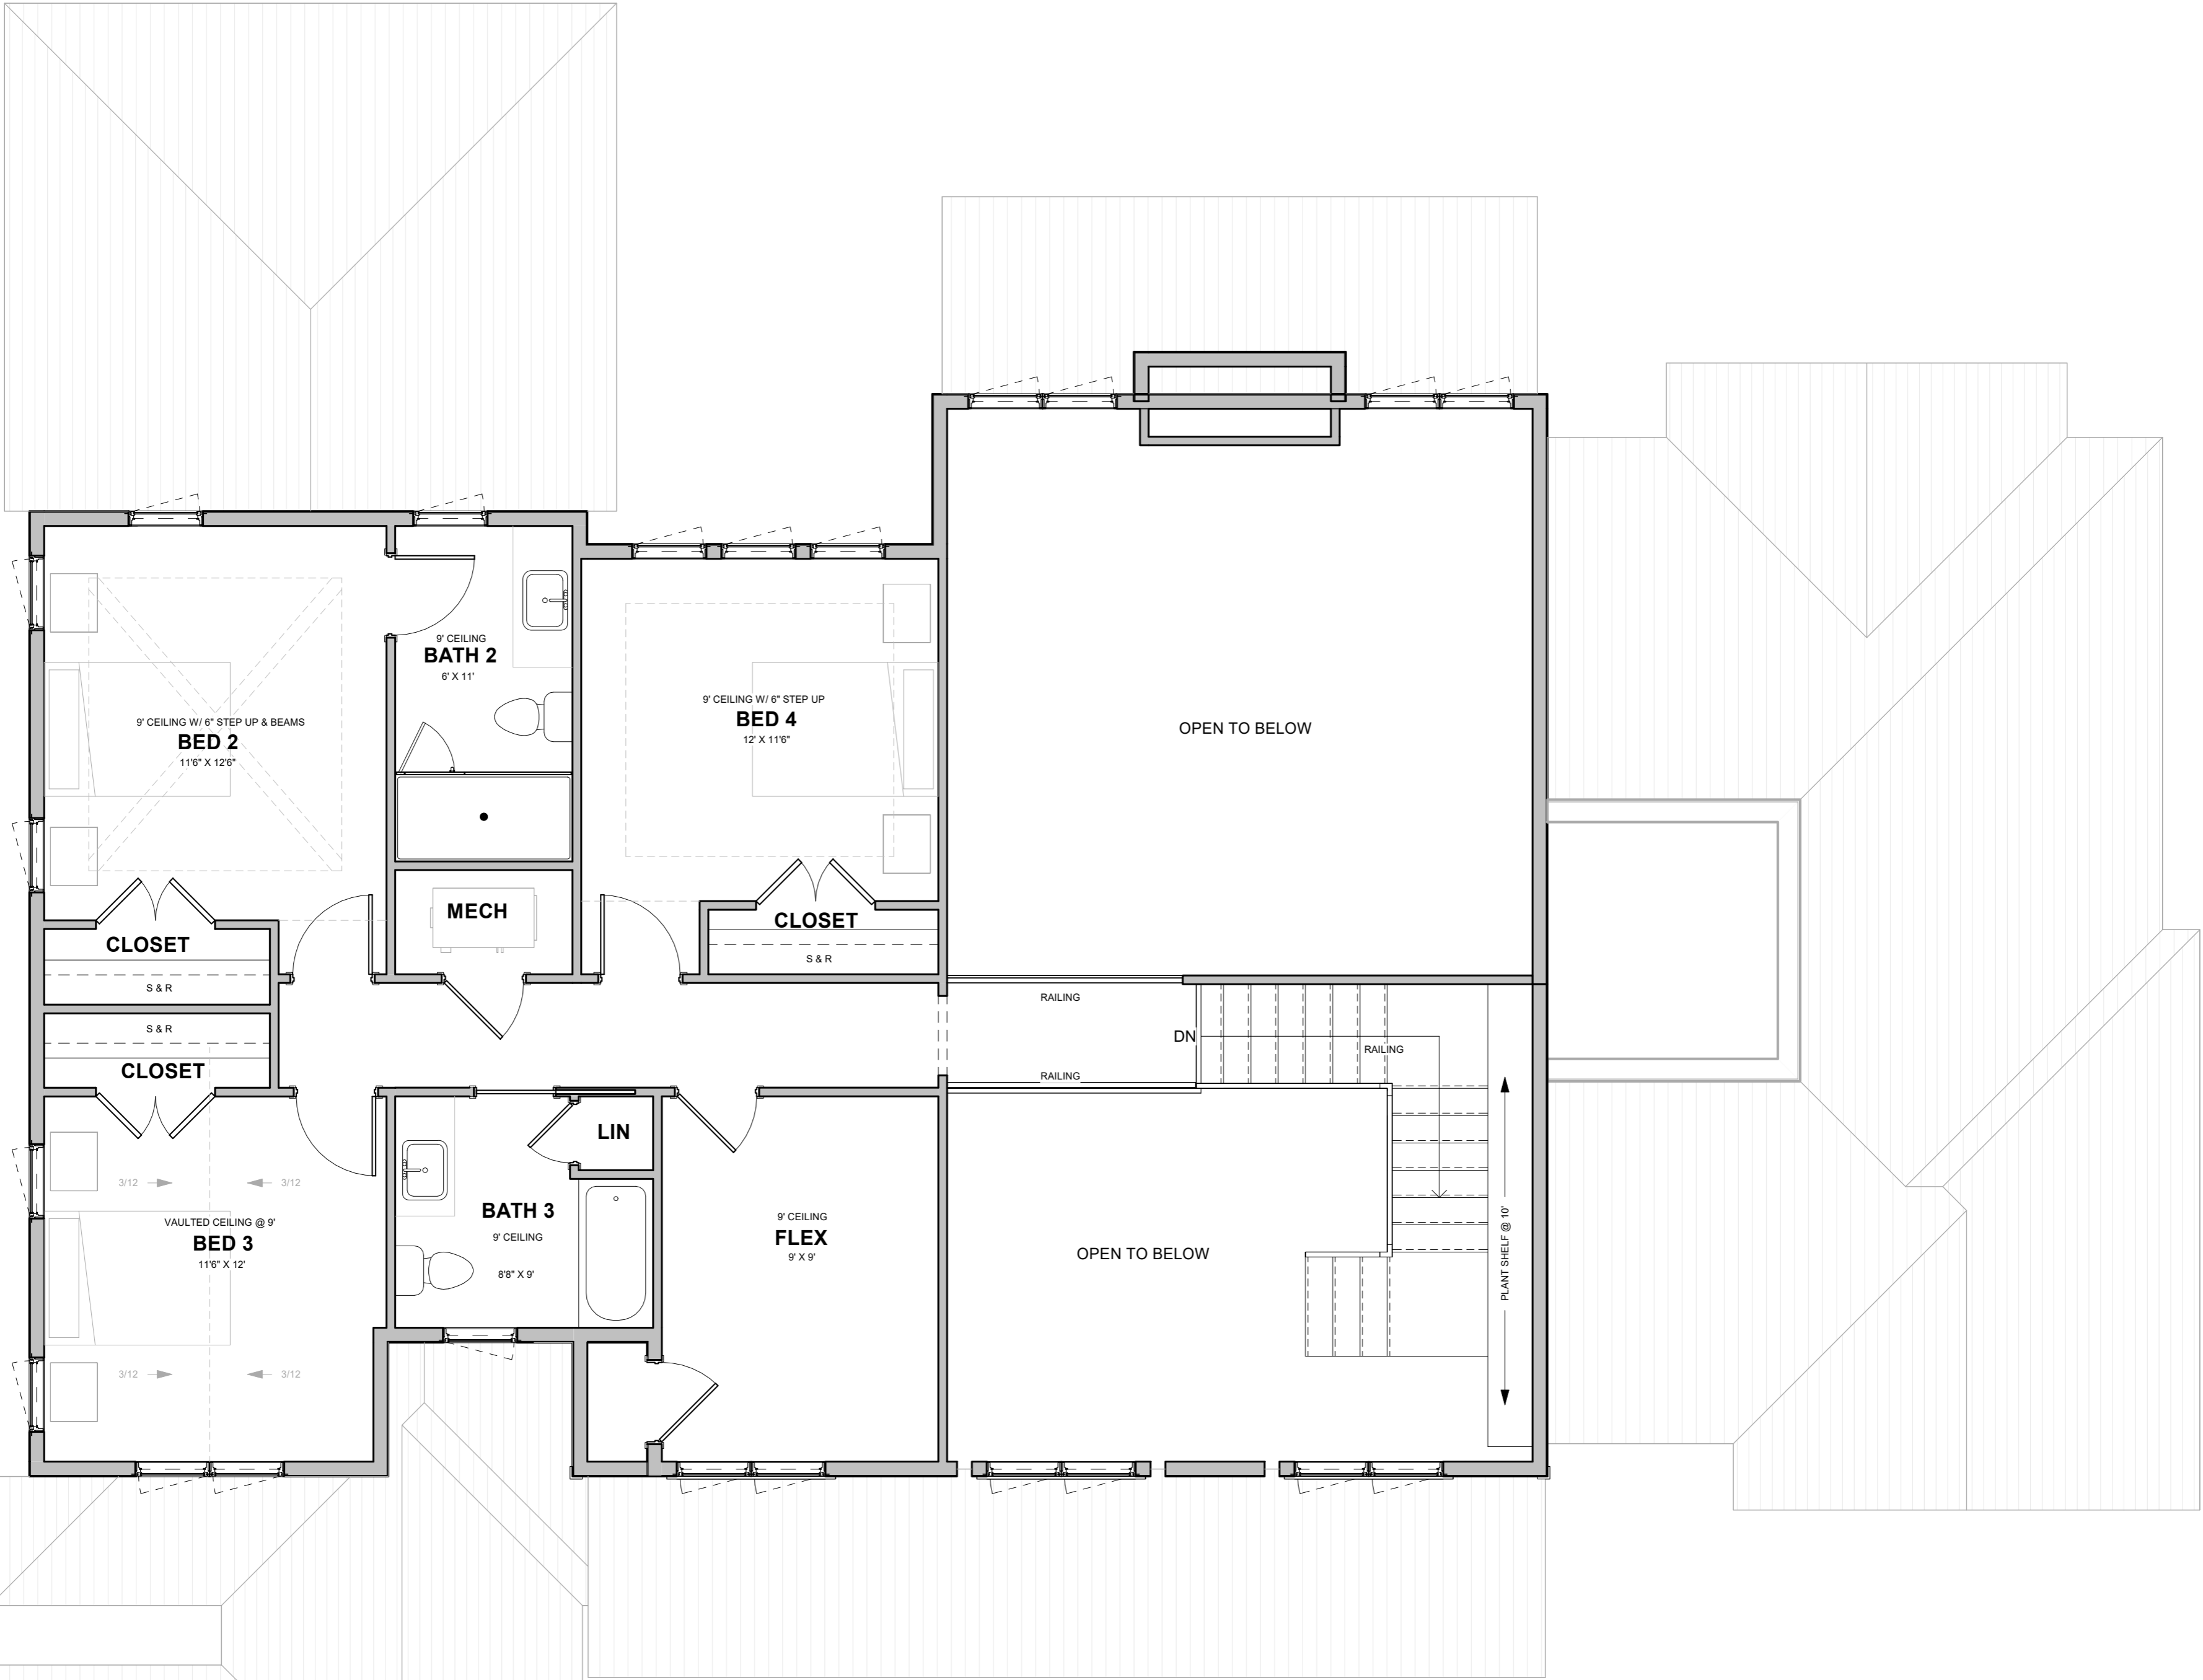 9' CEILING
BATH 2
6' X 11'
9' CEILING W/ 6" STEP UP & BEAMS
BED 2
11'6" X 12'6"
9' CEILING W/ 6" STEP UP
BED 4
12' X 11'6"
OPEN TO BELOW
MECH
CLOSET
S & R
CLOSET
S & R
S & R
CLOSET
RAILING
DN
RAILING
RAILING
LIN
3/12
3/12
VAULTED CEILING @ 9'
BED 3
11'6" X 12'
3/12
3/12
BATH 3
9' CEILING
8'8" X 9'
9' CEILING
FLEX
9' X 9'
OPEN TO BELOW
PLANT SHELF @ 10'